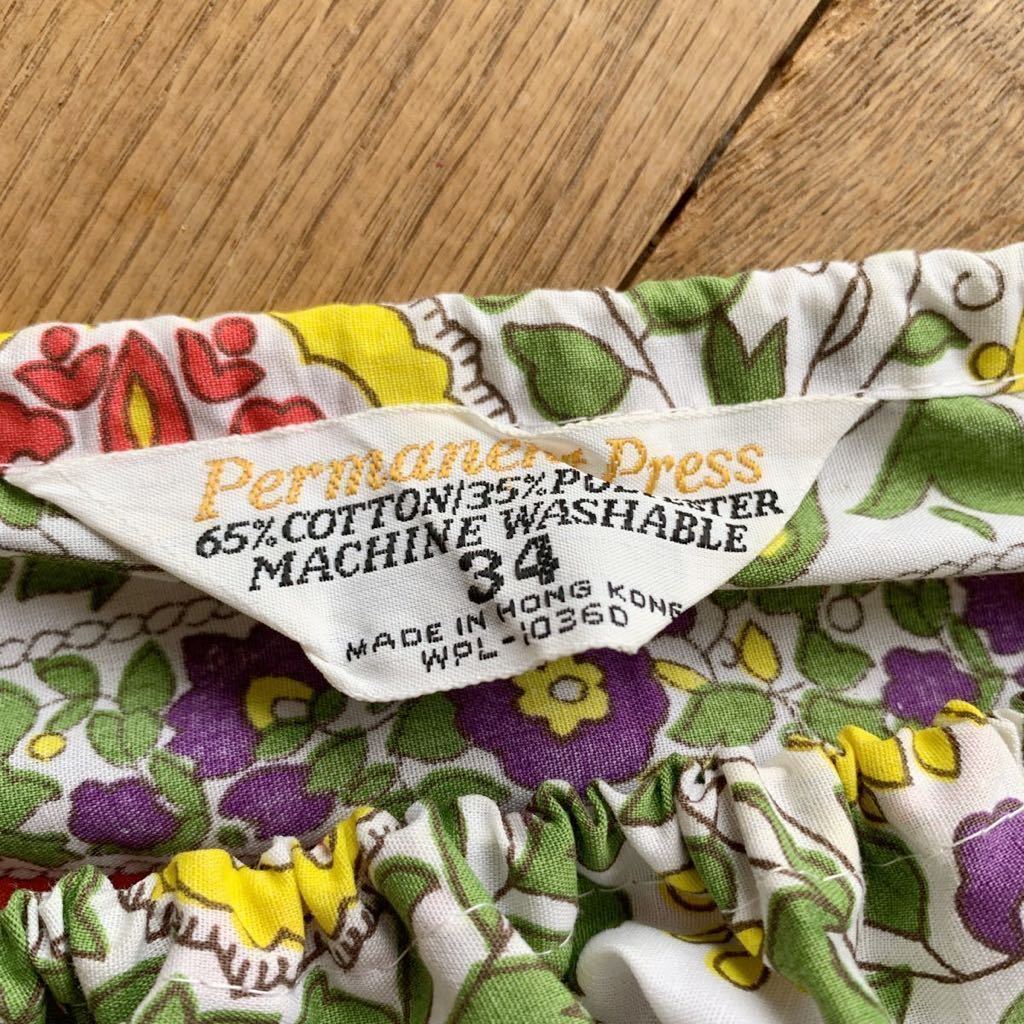 Permanent Press
65% COTTON/35% POLYESTER
MACHINE WASHABLE
34
MADE IN HONG KONG
WPL-10360